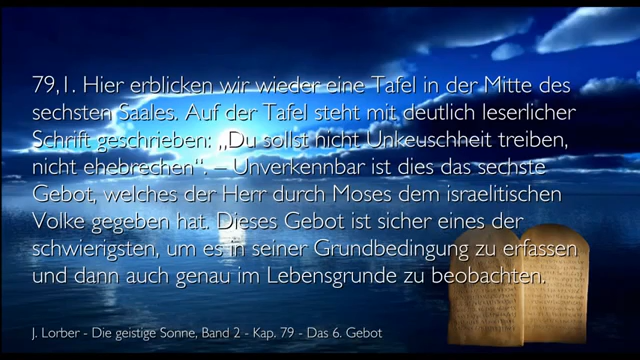 79,1. Hier erblicken wir wieder eine Tafel in der Mitte des
sechsten Saales. Auf der Tafel steht mit deutlich leserlicher
Schrift geschrieben: „Du sollst nicht Unkeuschheit treiben,
nicht ehebrechen“. – Unverkennbar ist dies das sechste
Gebot, welches der Herr durch Moses dem israelitischen
Volke gegeben hat. Dieses Gebot ist sicher eines der
schwierigsten, um es in seiner Grundbedingung zu erfassen
und dann auch genau im Lebensgrunde zu beobachten.
J. Lorber - Die geistige Sonne, Band 2 - Kap. 79 - Das 6. Gebot